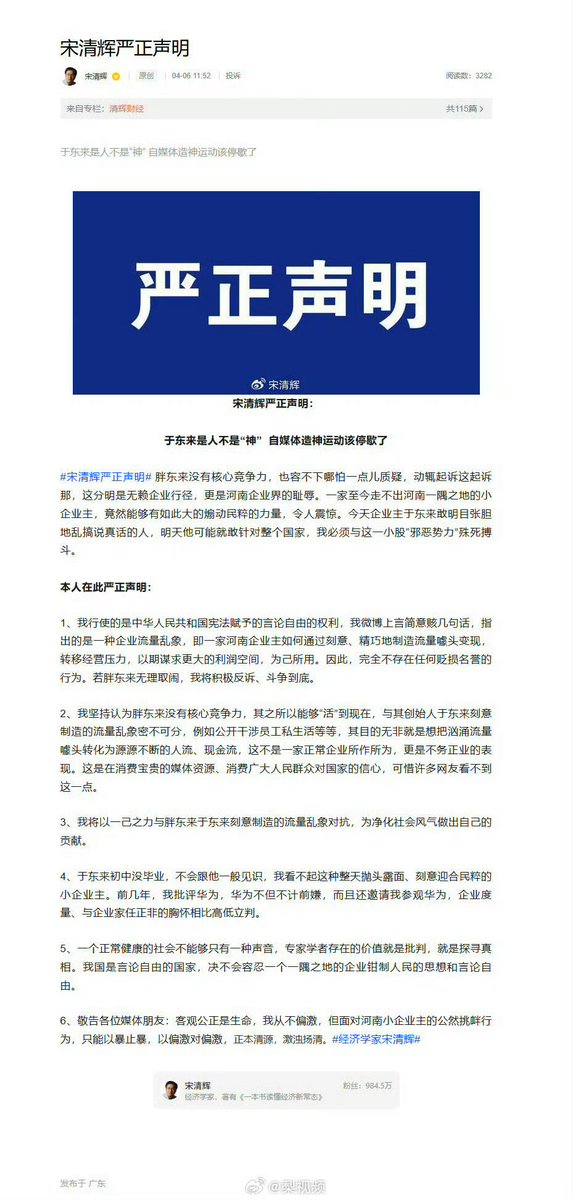 宋清辉严正声明
宋清辉 原创 04-06 11:52 投诉 阅读数：3282
来自专栏：清辉财经 共115篇 >
于东来是人不是“神” 自媒体造神运动该停歇了
严正声明
宋清辉
宋清辉严正声明：
于东来是人不是“神” 自媒体造神运动该停歇了
#宋清辉严正声明# 胖东来没有核心竞争力，也容不下哪怕一点儿质疑，动辄起诉这起诉
那，这分明是无赖企业行径，更是河南企业界的耻辱。一家至今走不出河南一隅之地的小
企业主，竟然能够有如此大的煽动民粹的力量，令人震惊。今天企业主于东来敢明目张胆
地乱搞说真话的人，明天他可能就敢针对整个国家，我必须与这一小股"邪恶势力"殊死搏
斗。
本人在此严正声明：
1、我行使的是中华人民共和国宪法赋予的言论自由的权利，我微博上言简意赅几句话，指
出的是一种企业流量乱象，即一家河南企业主如何通过刻意、精巧地制造流量噱头变现，
转移经营压力，以期谋求更大的利润空间，为己所用。因此，完全不存在任何贬损名誉的
行为。若胖东来无理取闹，我将积极反诉、斗争到底。
2、我坚持认为胖东来没有核心竞争力，其之所以能够“活”到现在，与其创始人于东来刻意
制造的流量乱象密不可分，例如公开干涉员工私生活等等，其目的无非就是想把汹涌流量
噱头转化为源源不断的人流、现金流，这不是一家正常企业所作所为，更是不务正业的表
现。这是在消费宝贵的媒体资源、消费广大人民群众对国家的信心，可惜许多网友看不到
这一点。
3、我将以一己之力与胖东来于东来刻意制造的流量乱象对抗，为净化社会风气做出自己的
贡献。
4、于东来初中没毕业，不会跟他一般见识，我看不起这种整天抛头露面、刻意迎合民粹的
小企业主。前几年，我批评华为，华为不但不计前嫌，而且还邀请我参观华为，企业度
量、与企业家任正非的胸怀相比高低立判。
5、一个正常健康的社会不能够只有一种声音，专家学者存在的价值就是批判，就是探寻真
相。我国是言论自由的国家，决不会容忍一个一隅之地的企业钳制人民的思想和言论自
由。
6、敬告各位媒体朋友：客观公正是生命，我从不偏激，但面对河南小企业主的公然挑衅行
为，只能以暴止暴，以偏激对偏激，正本清源，激浊扬清。#经济学家宋清辉#
宋清辉 粉丝：984.5万
经济学家，著有《一本书读懂经济新常态》
发布于 广东
@梨视频